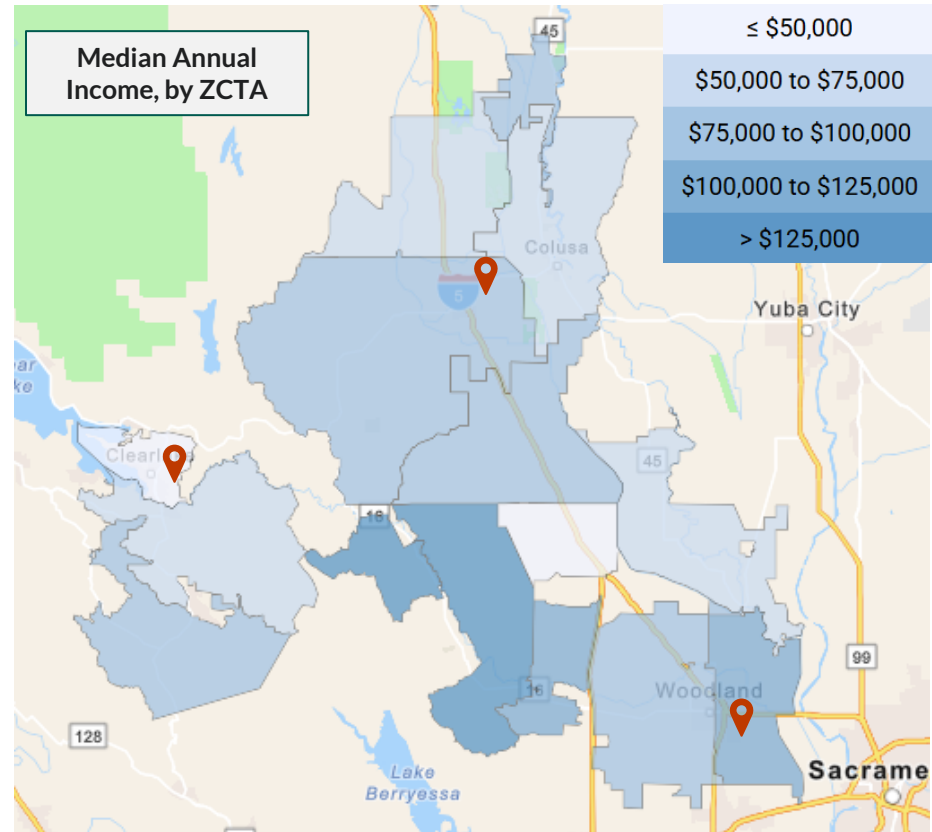 Median Annual
Income, by ZCTA
≤ $50,000
$50,000 to $75,000
$75,000 to $100,000
$100,000 to $125,000
> $125,000
45
Colusa
5
Yuba City
45
16
99
16
Woodland
128
Lake
Berryessa
Sacrame